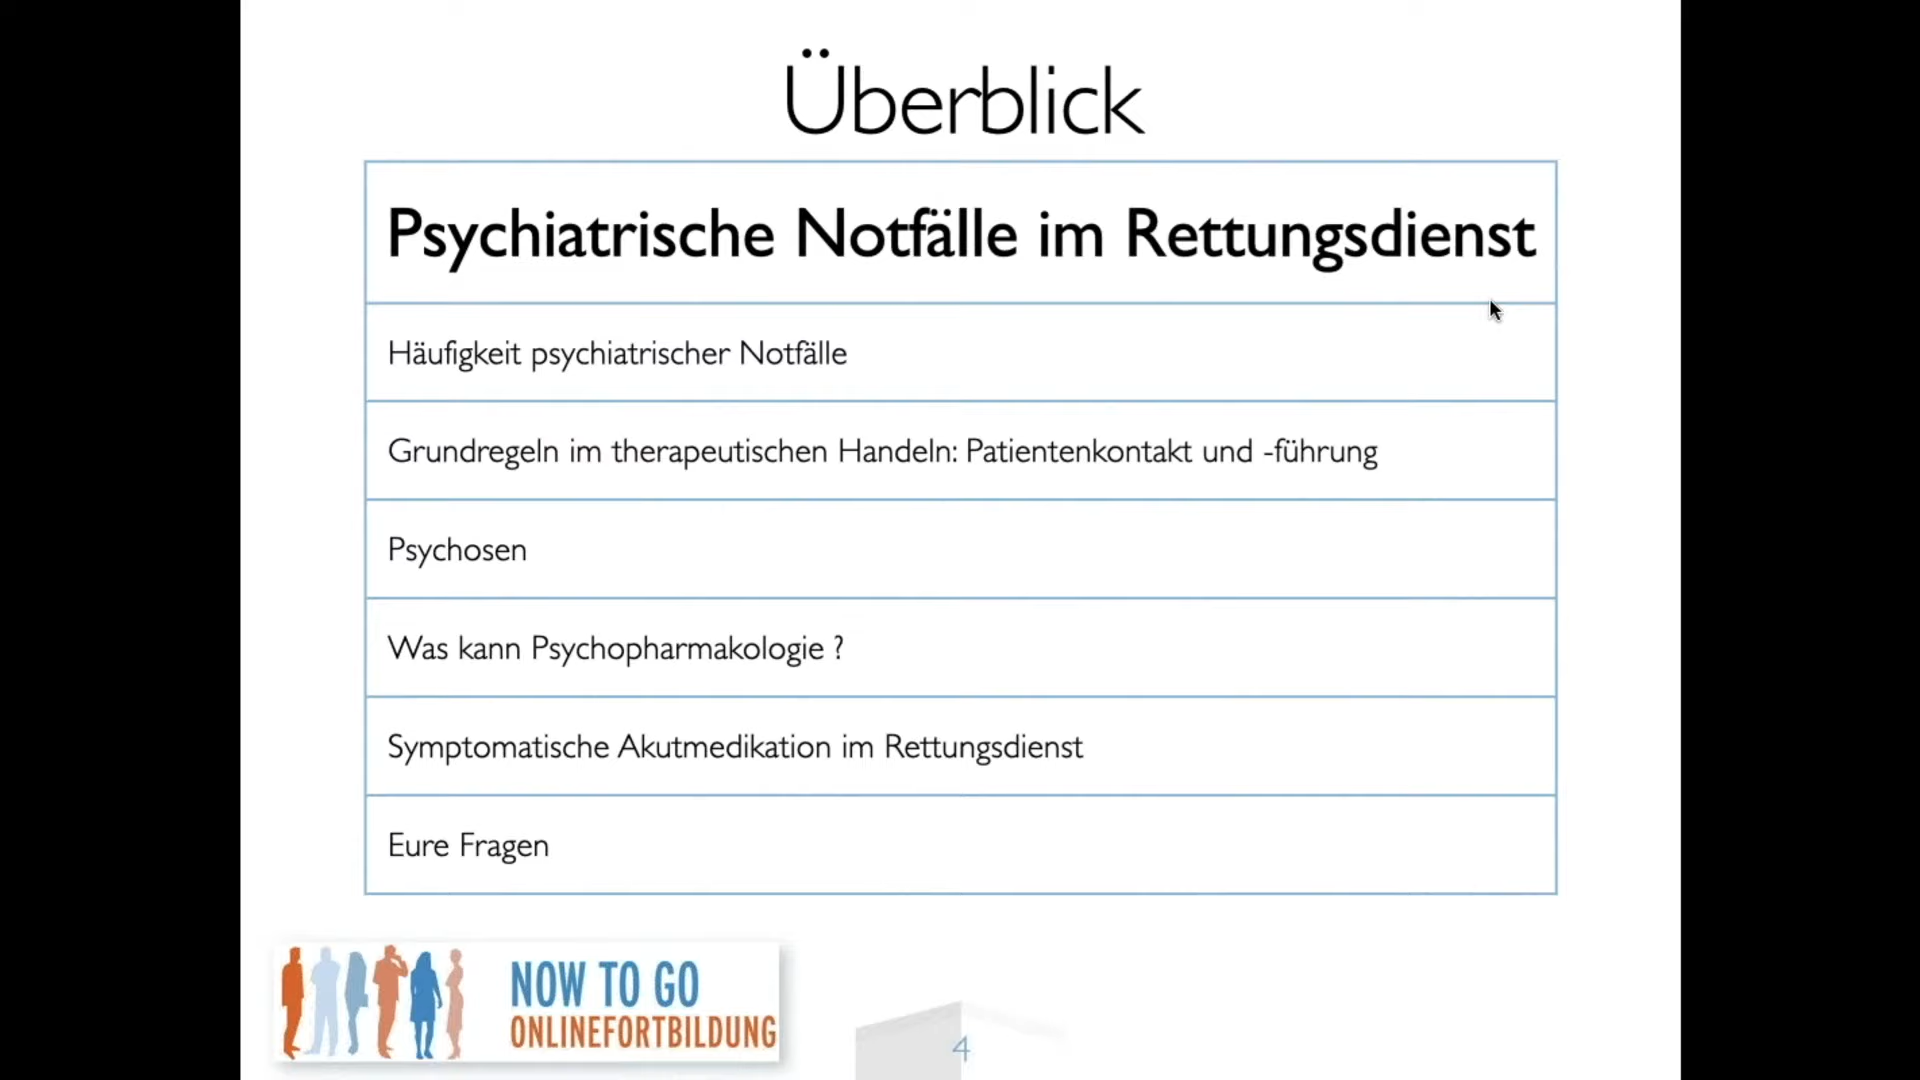 Überblick
Psychiatrische Notfälle im Rettungsdienst
Häufigkeit psychiatrischer Notfälle
Grundregeln im therapeutischen Handeln: Patientenkontakt und -führung
Psychosen
Was kann Psychopharmakologie ?
Symptomatische Akutmedikation im Rettungsdienst
Eure Fragen
NOW TO GO
ONLINEFORTBILDUNG
4